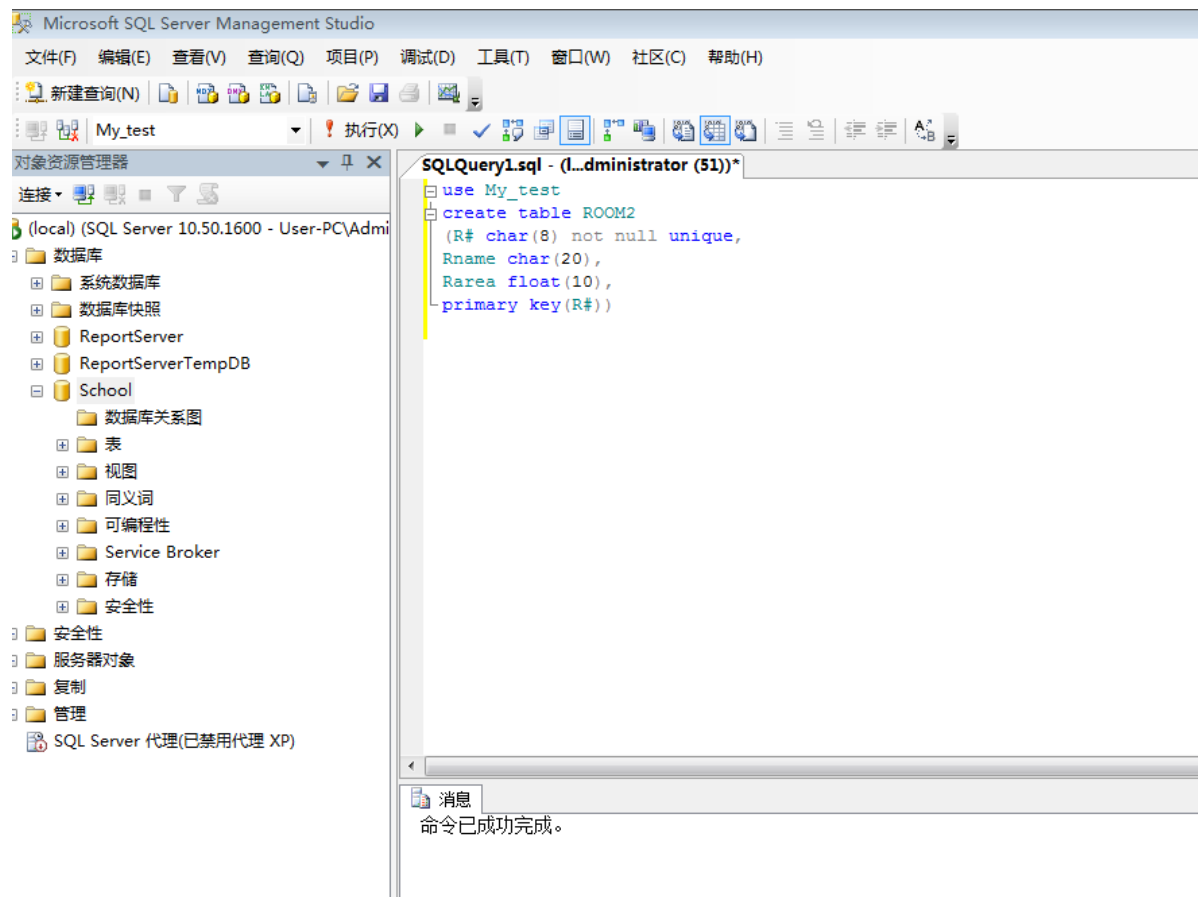 Microsoft SQL Server Management Studio
文件(F) 编辑(E) 查看(V) 查询(Q) 项目(P) 调试(D) 工具(T) 窗口(W) 社区(C) 帮助(H)
新建查询(N)
My_test 执行(X)
对象资源管理器
连接
(local) (SQL Server 10.50.1600 - User-PC\Admi
数据库
系统数据库
数据库快照
ReportServer
ReportServerTempDB
School
数据库关系图
表
视图
同义词
可编程性
Service Broker
存储
安全性
安全性
服务器对象
复制
管理
SQL Server 代理(已禁用代理 XP)
SQLQuery1.sql - (l...dministrator (51))*
use My_test
create table ROOM2
(R# char(8) not null unique,
Rname char(20),
Rarea float(10),
primary key(R#))
消息
命令已成功完成。